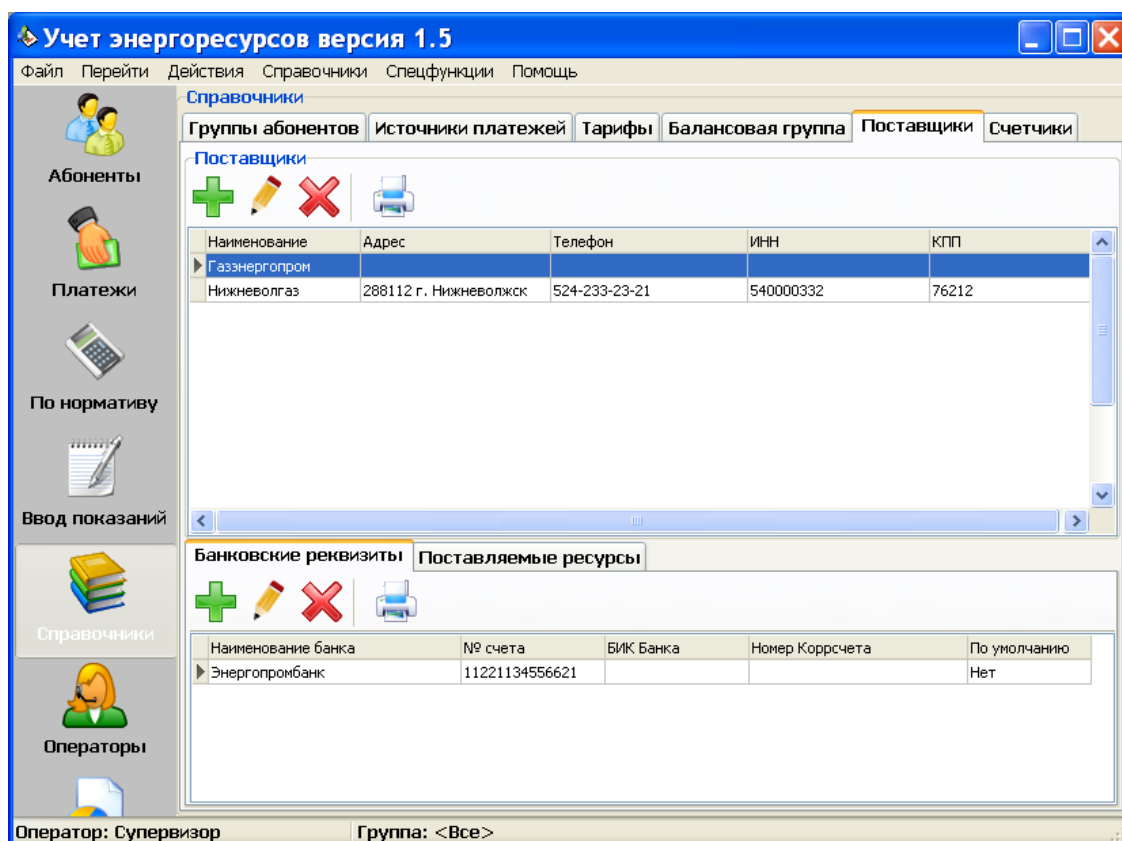 Учет энергоресурсов версия 1.5
Файл Перейти Действия Справочники Спецфункции Помощь
Абоненты
Платежи
По нормативу
Ввод показаний
Справочники
Операторы
Справочники
Группы абонентов Источники платежей Тарифы Балансовая группа Поставщики Счетчики
Поставщики
Наименование Адрес Телефон ИНН КПП
Газэнергопром
Нижневолгаз 288112 г. Нижневолжск 524-233-23-21 540000332 76212
Банковские реквизиты Поставляемые ресурсы
Наименование банка № счета БИК Банка Номер Коррсчета По умолчанию
Энергопромбанк 11221134556621 Нет
Оператор: Супервизор Группа: <Все>